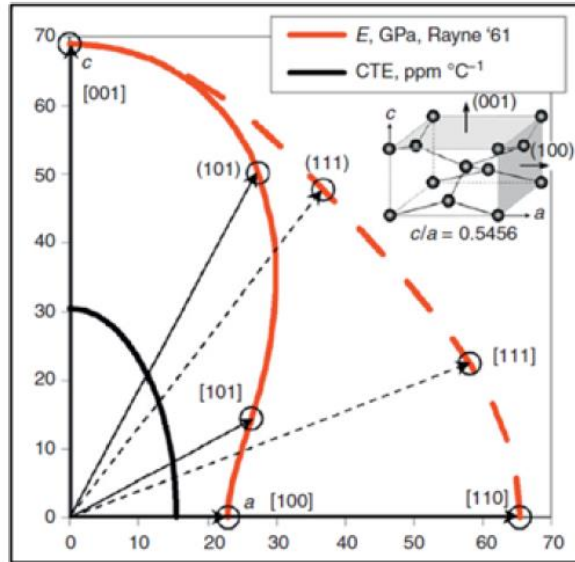 E, GPa, Rayne ‘61
CTE, ppm °C⁻¹
70
60
50
40
30
20
10
0
c
[001]
(101)
(111)
c
(001)
(100)
a
c/a = 0.5456
[101]
[111]
a [100]
[110]
0 10 20 30 40 50 60 70